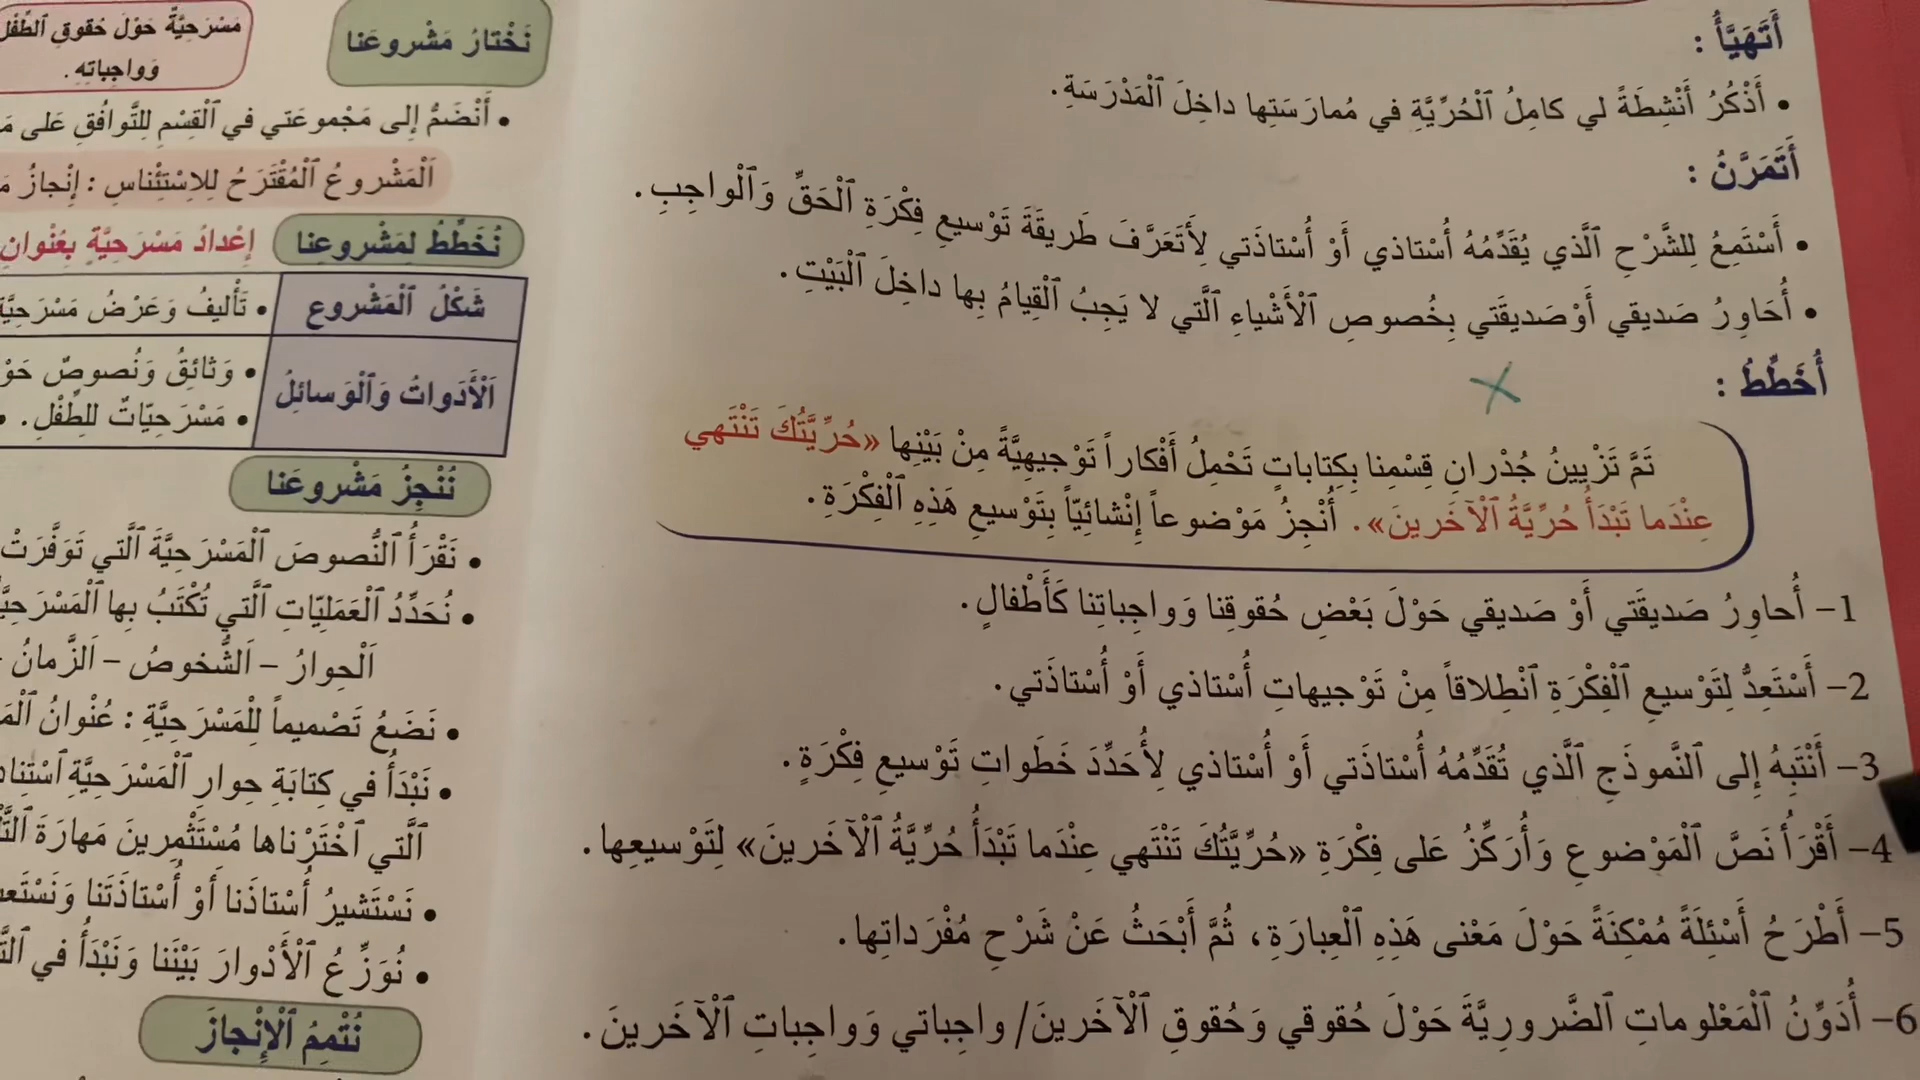 أَتَهَيَّأُ :
• أَذْكُرُ أَنْشِطَةً لي كامِلُ ٱلْحُرِّيَّةِ في مُمارَسَتِها داخِلَ ٱلْمَدْرَسَةِ.
أَتَمَرَّنُ :
• أَسْتَمِعُ لِلشَّرْحِ ٱلَّذي يُقَدِّمُهُ أُسْتاذي أَوْ أُسْتاذَتي لِأَتَعَرَّفَ طَريقَةَ تَوْسيعِ فِكْرَةِ ٱلْحَقِّ وَٱلْواجِبِ.
• أُحَاوِرُ صَديقي أَوْصَديقَتي بِخُصوصِ ٱلْأَشْياءِ ٱلَّتي لا يَجِبُ ٱلْقِيامُ بِها داخِلَ ٱلْبَيْتِ.
أُخَطِّطُ :
تَمَّ تَزْيينُ جُدْرانِ قِسْمِنا بِكِتاباتٍ تَحْمِلُ أَفْكاراً تَوْجيهِيَّةً مِنْ بَيْنِها «حُرِّيَّتُكَ تَنْتَهي
عِنْدَما تَبْدَأُ حُرِّيَّةُ ٱلْآخَرينَ». أُنْجِزُ مَوْضوعاً إِنْشائِيّاً بِتَوْسيعِ هَذِهِ ٱلْفِكْرَةِ.
1- أُحاوِرُ صَديقَتي أَوْ صَديقي حَوْلَ بَعْضِ حُقوقِنا وَواجِباتِنا كَأَطْفالٍ.
2- أَسْتَعِدُّ لِتَوْسيعِ ٱلْفِكْرَةِ ٱنْطِلاقاً مِنْ تَوْجيهاتِ أُسْتاذي أَوْ أُسْتاذَتي.
3- أَنْتَبِهُ إِلى ٱلنَّموذَجِ ٱلَّذي تُقَدِّمُهُ أُسْتاذَتي أَوْ أُسْتاذي لِأُحَدِّدَ خَطَواتِ تَوْسيعِ فِكْرَةٍ.
4- أَقْرَأُ نَصَّ ٱلْمَوْضوعِ وَأُرَكِّزُ عَلى فِكْرَةِ «حُرِّيَّتُكَ تَنْتَهي عِنْدَما تَبْدَأُ حُرِّيَّةُ ٱلْآخَرينَ» لِتَوْسيعِها.
5- أَطْرَحُ أَسْئِلَةً مُمْكِنَةً حَوْلَ مَعْنى هَذِهِ ٱلْعِبارَةِ، ثُمَّ أَبْحَثُ عَنْ شَرْحِ مُفْرَداتِها.
6- أُدَوِّنُ ٱلْمَعْلوماتِ ٱلضَّرورِيَّةَ حَوْلَ حُقوقي وَحُقوقِ ٱلْآخَرينَ/ واجِباتي وَواجِباتِ ٱلْآخَرينَ.
نَخْتارُ مَشْروعَنا
مَسْرَحِيَّةٌ حَوْلَ حُقوقِ ٱلطِّفْلِ
وَواجِباتِهِ.
• أَنْضَمُّ إِلى مَجْموعَتي في ٱلْقِسْمِ لِلتَّوافُقِ عَلى
اَلْمَشْروعُ ٱلْمُقْتَرَحُ لِلِاسْتِئْناسِ : إِنْجازُ
نُخَطِّطُ لِمَشْروعِنا
إِعْدادُ مَسْرَحِيَّةٍ بِعُنْوانِ
شَكْلُ ٱلْمَشْروعِ
• تَأْليفُ وَعَرْضُ مَسْرَحِيَّةٍ
اَلْأَدَواتُ وَٱلْوَسائِلُ
• وَثائِقُ وَنُصوصٌ
• مَسْرَحِيّاتٌ لِلطِّفْلِ. •
نُنْجِزُ مَشْروعَنا
• نَقْرَأُ ٱلنُّصوصَ ٱلْمَسْرَحِيَّةَ ٱلَّتي تَوَفَّرَتْ
• نُحَدِّدُ ٱلْعَمَلِيّاتِ ٱلَّتي تُكْتَبُ بِها
اَلْحِوارُ – اَلشُّخوصُ – اَلزَّمانُ –
• نَضَعُ تَصْميماً لِلْمَسْرَحِيَّةِ : عُنْوانُ
• نَبْدَأُ في كِتابَةِ حِوارِ ٱلْمَسْرَحِيَّةِ
ٱلَّتي ٱخْتَرْناها مُسْتَثْمِرينَ مَهارَةَ
• نَسْتَشيرُ أُسْتاذَنا أَوْ أُسْتاذَتَنا
• نُوَزِّعُ ٱلْأَدْوارَ بَيْنَنا وَنَبْدَأُ في
نُتْمِمُ ٱلْإِنْجازَ